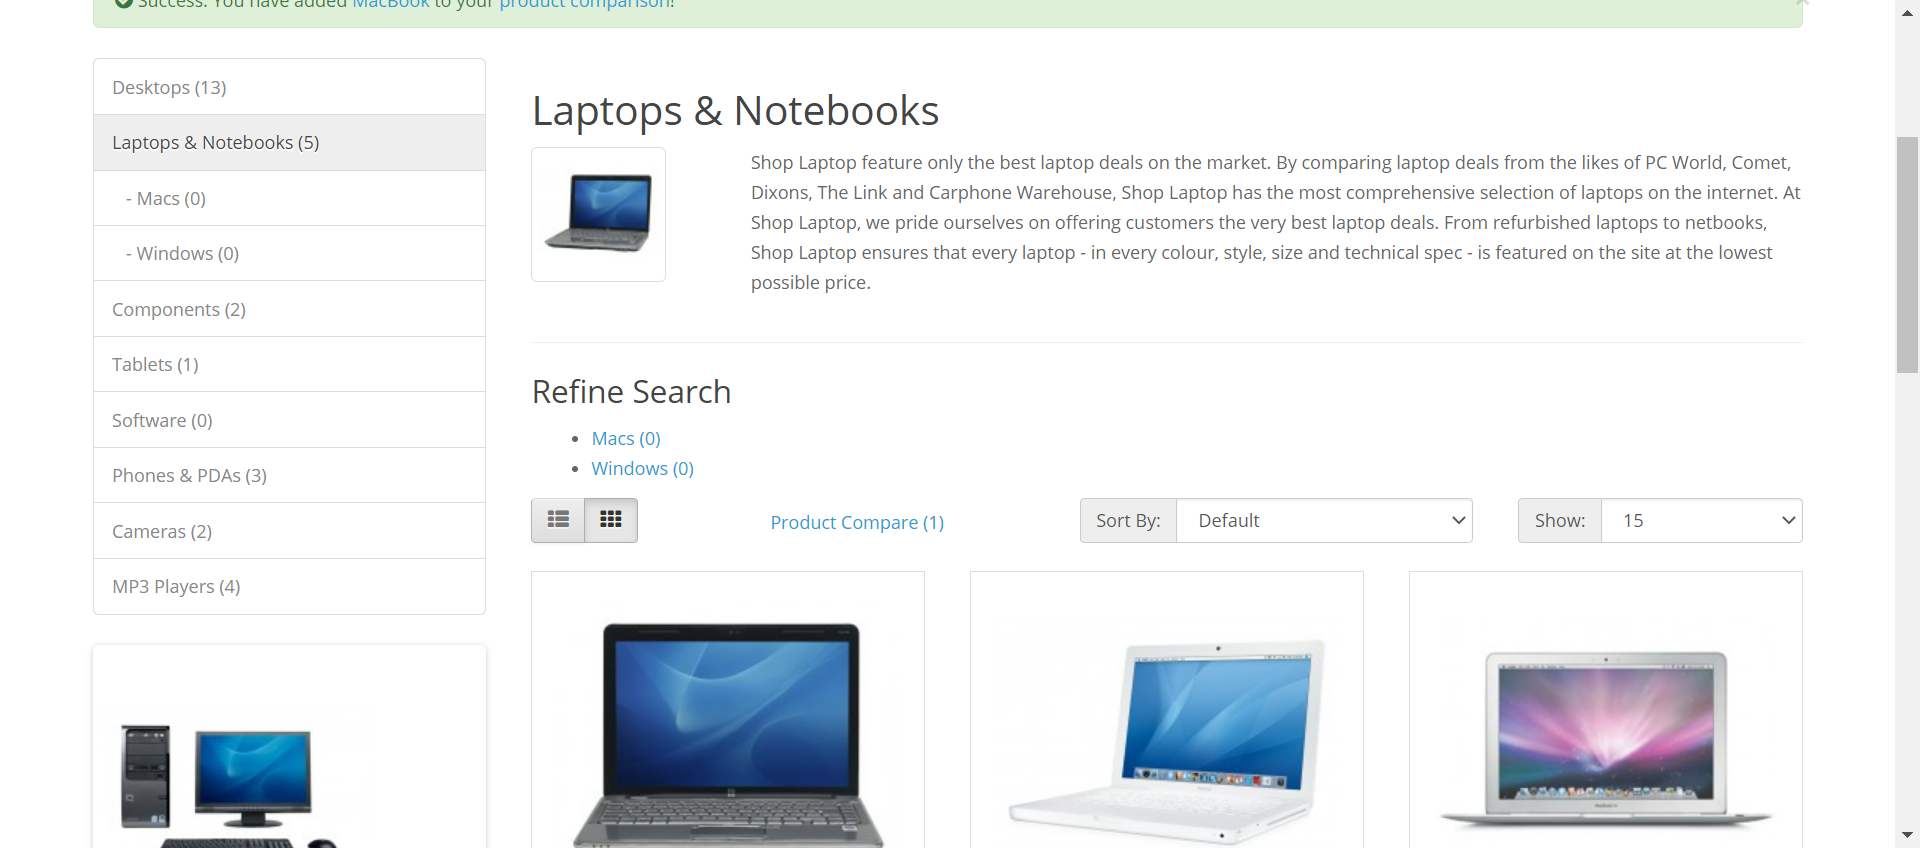 Success: You have added MacBook to your product comparison!
Desktops (13)
Laptops & Notebooks (5)
- Macs (0)
- Windows (0)
Components (2)
Tablets (1)
Software (0)
Phones & PDAs (3)
Cameras (2)
MP3 Players (4)
Laptops & Notebooks
Shop Laptop feature only the best laptop deals on the market. By comparing laptop deals from the likes of PC World, Comet,
Dixons, The Link and Carphone Warehouse, Shop Laptop has the most comprehensive selection of laptops on the internet. At
Shop Laptop, we pride ourselves on offering customers the very best laptop deals. From refurbished laptops to netbooks,
Shop Laptop ensures that every laptop - in every colour, style, size and technical spec - is featured on the site at the lowest
possible price.
Refine Search
Macs (0)
Windows (0)
Product Compare (1)
Sort By: Default
Show: 15